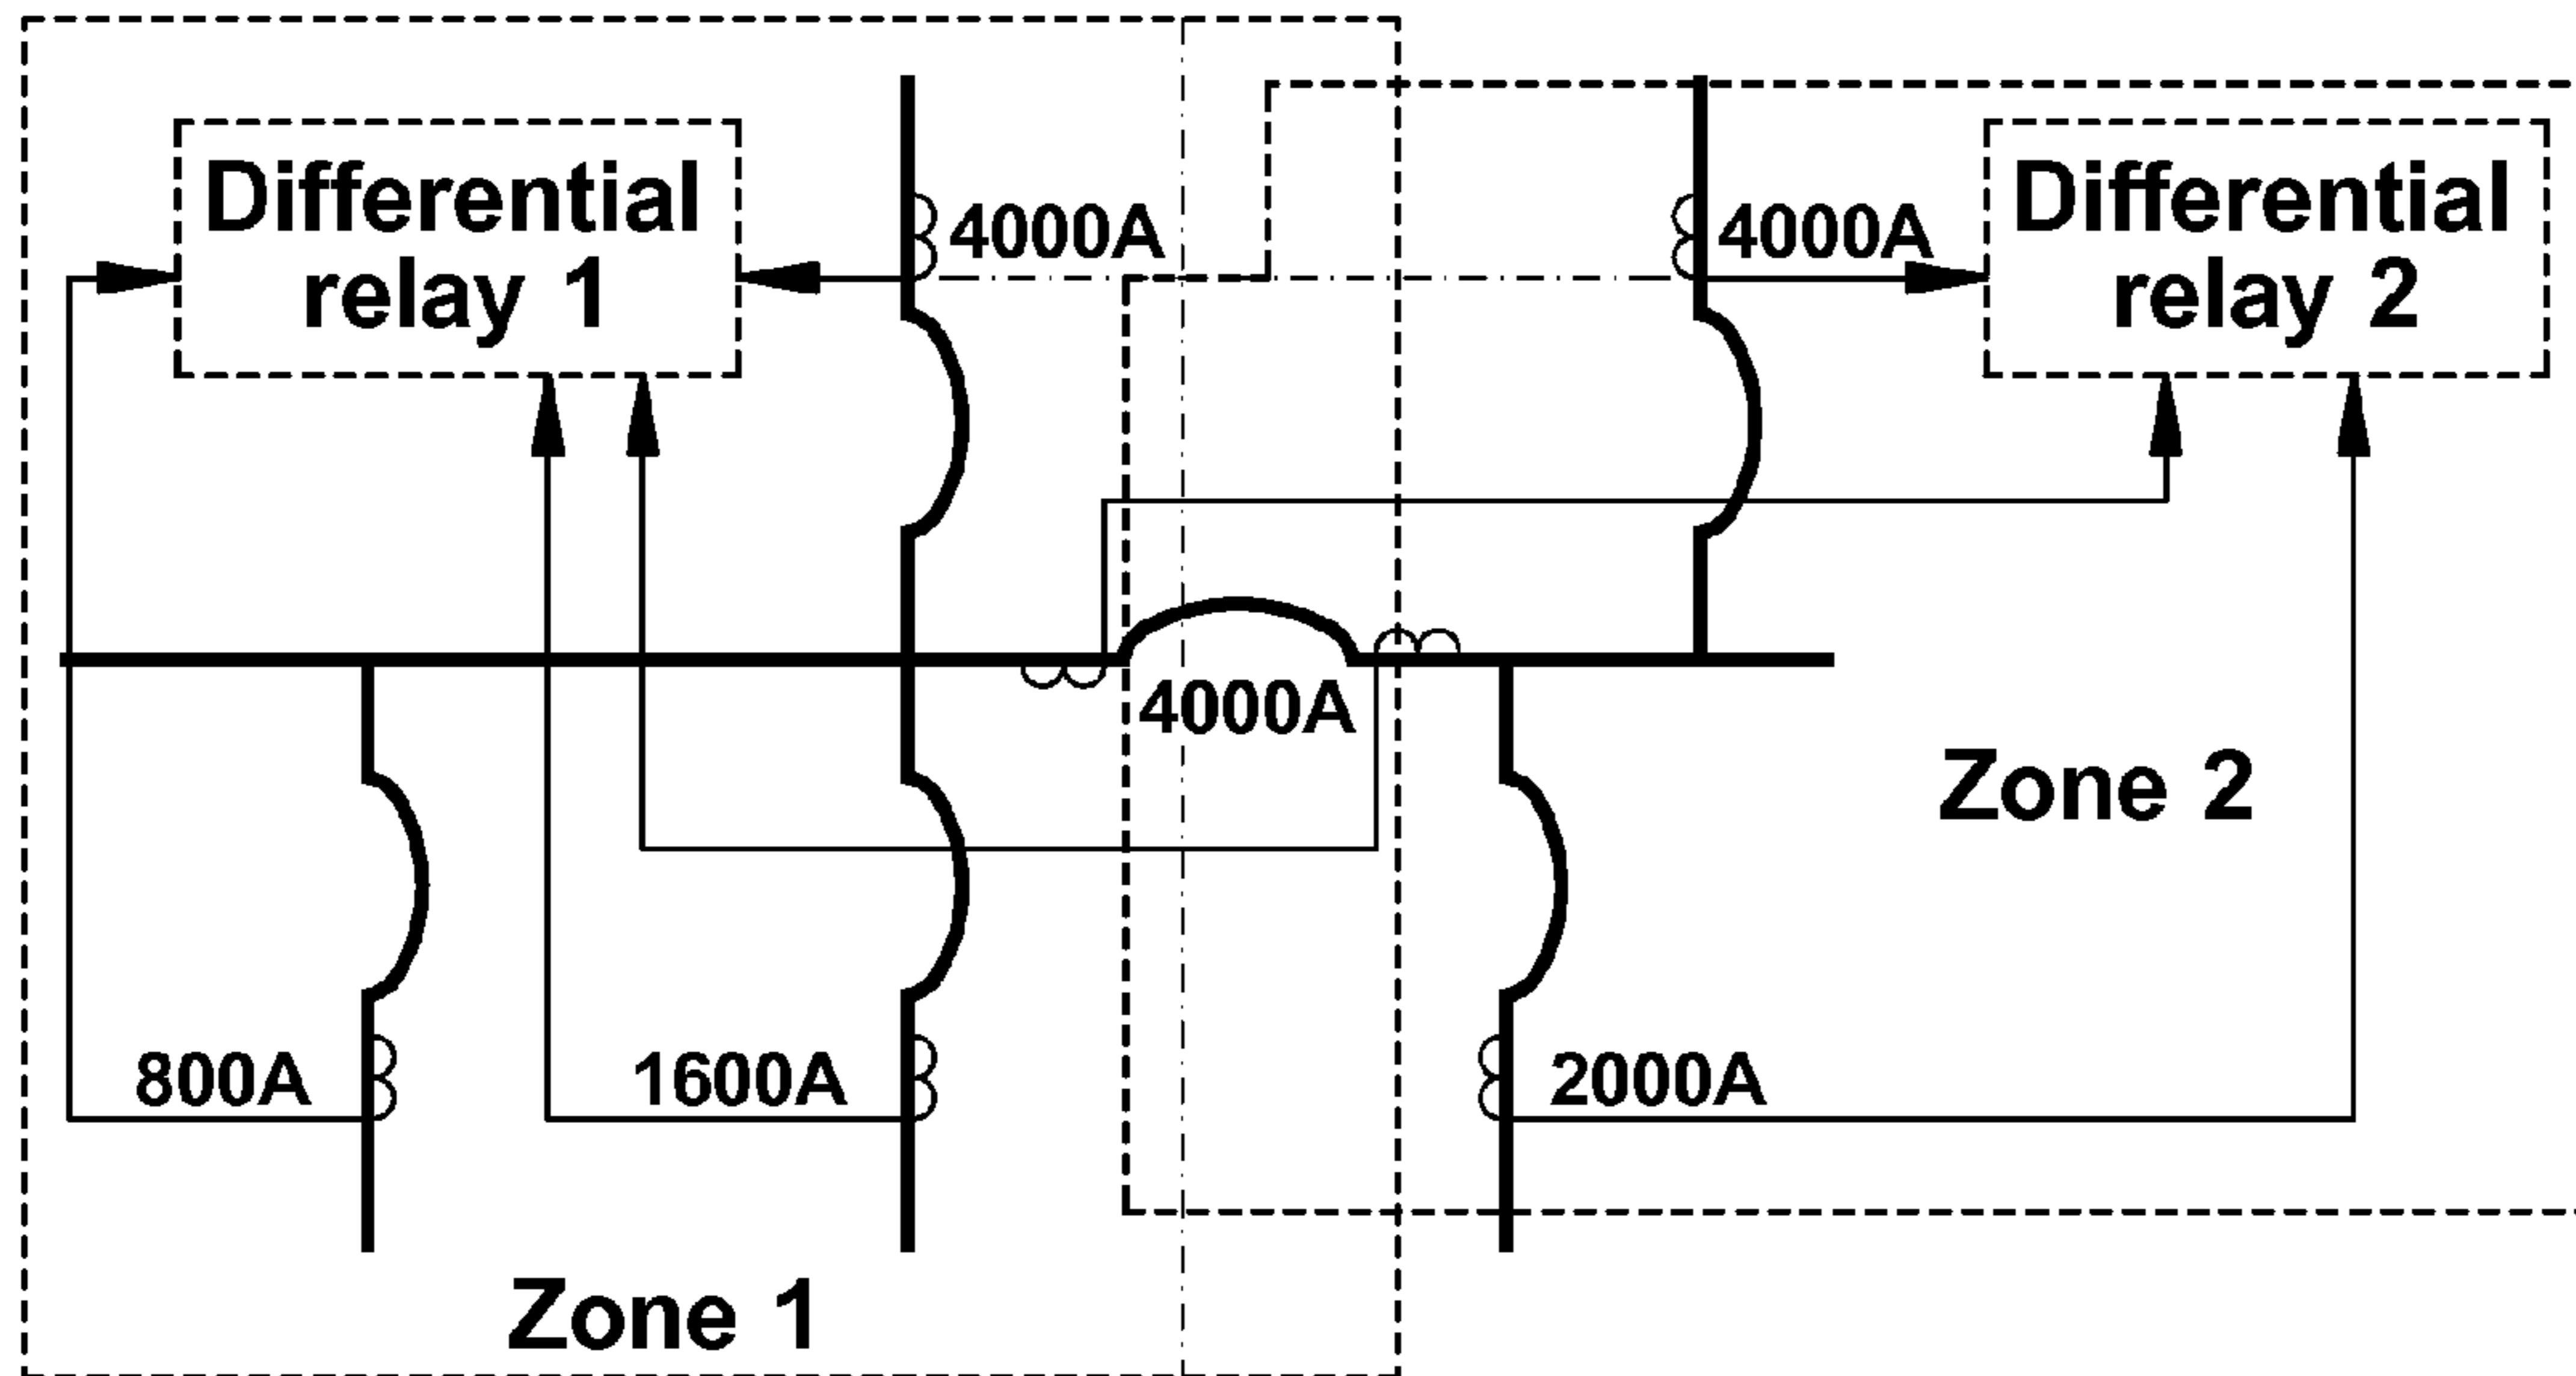 Differential
relay 1
4000A
4000A
Differential
relay 2
4000A
Zone 2
800A
1600A
2000A
Zone 1